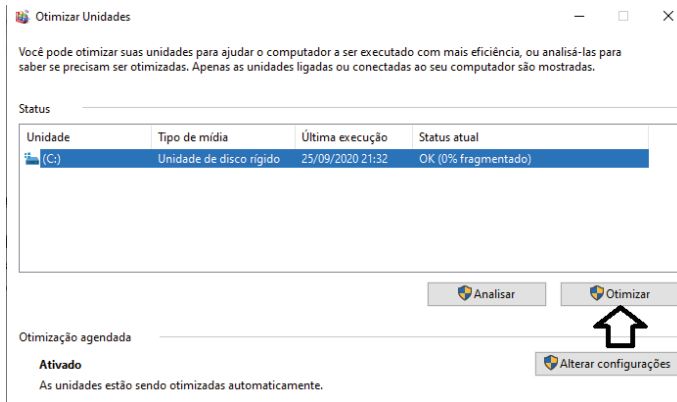 Otimizar Unidades
Você pode otimizar suas unidades para ajudar o computador a ser executado com mais eficiência, ou analisá-las para
saber se precisam ser otimizadas. Apenas as unidades ligadas ou conectadas ao seu computador são mostradas.
Status
Unidade Tipo de mídia Última execução Status atual
(C:) Unidade de disco rígido 25/09/2020 21:32 OK (0% fragmentado)
Analisar Otimizar
Otimização agendada
Ativado Alterar configurações
As unidades estão sendo otimizadas automaticamente.